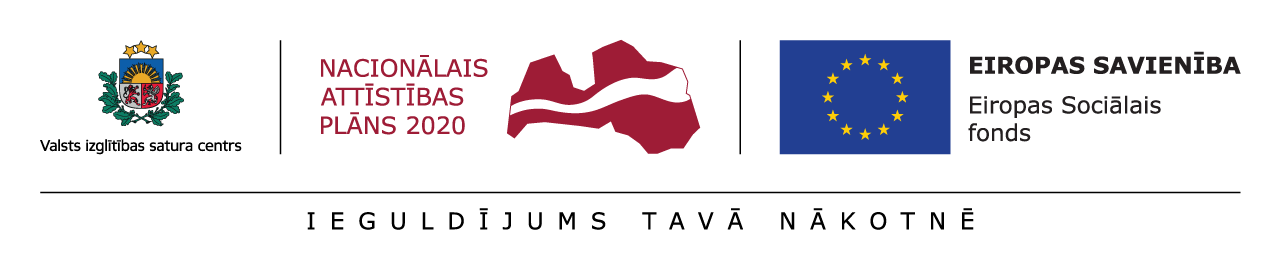 Valsts izglītības satura centrs
NACIONĀLAIS
ATTĪSTĪBAS
PLĀNS 2020
EIROPAS SAVIENĪBA
Eiropas Sociālais
fonds
IEGULDĪJUMS TAVĀ NĀKOTNĒ